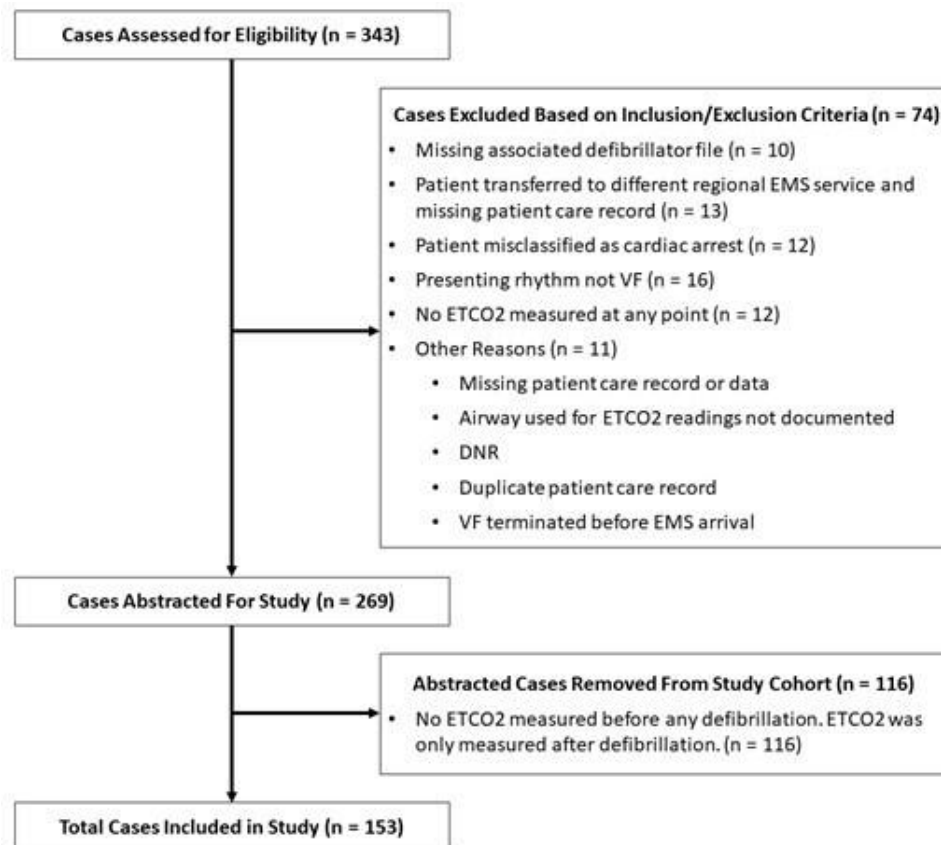 Cases Assessed for Eligibility (n = 343)
Cases Excluded Based on Inclusion/Exclusion Criteria (n = 74)
• Missing associated defibrillator file (n = 10)
• Patient transferred to different regional EMS service and
missing patient care record (n = 13)
• Patient misclassified as cardiac arrest (n = 12)
• Presenting rhythm not VF (n = 16)
• No ETCO2 measured at any point (n = 12)
• Other Reasons (n = 11)
• Missing patient care record or data
• Airway used for ETCO2 readings not documented
• DNR
• Duplicate patient care record
• VF terminated before EMS arrival
Cases Abstracted For Study (n = 269)
Abstracted Cases Removed From Study Cohort (n = 116)
• No ETCO2 measured before any defibrillation. ETCO2 was
only measured after defibrillation. (n = 116)
Total Cases Included in Study (n = 153)